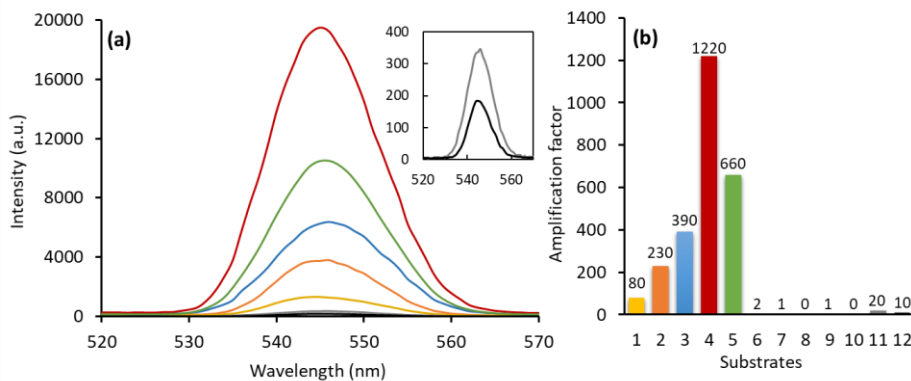 (a)
20000
16000
12000
8000
4000
0
Intensity (a.u.)
520 530 540 550 560 570
Wavelength (nm)
400
300
200
100
0
520 540 560
(b)
1400
1200
1000
800
600
400
200
0
Amplification factor
80 230 390 1220 660 2 1 0 1 0 20 10
1 2 3 4 5 6 7 8 9 10 11 12
Substrates